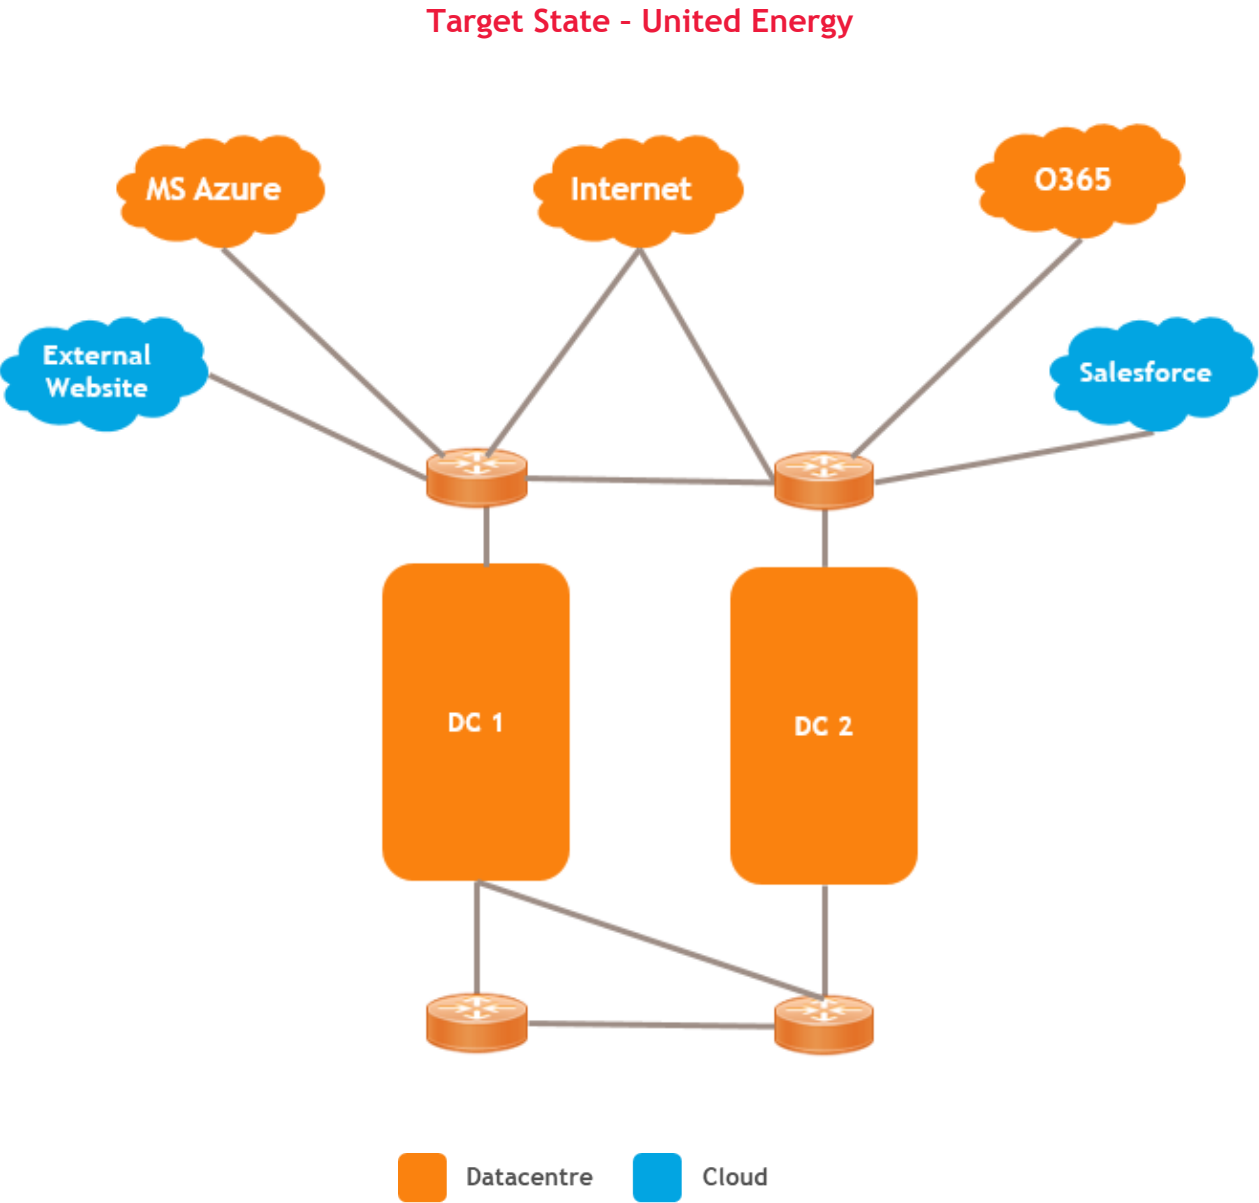 Target State – United Energy
MS Azure
Internet
O365
External
Website
Salesforce
DC 1
DC 2
Datacentre
Cloud